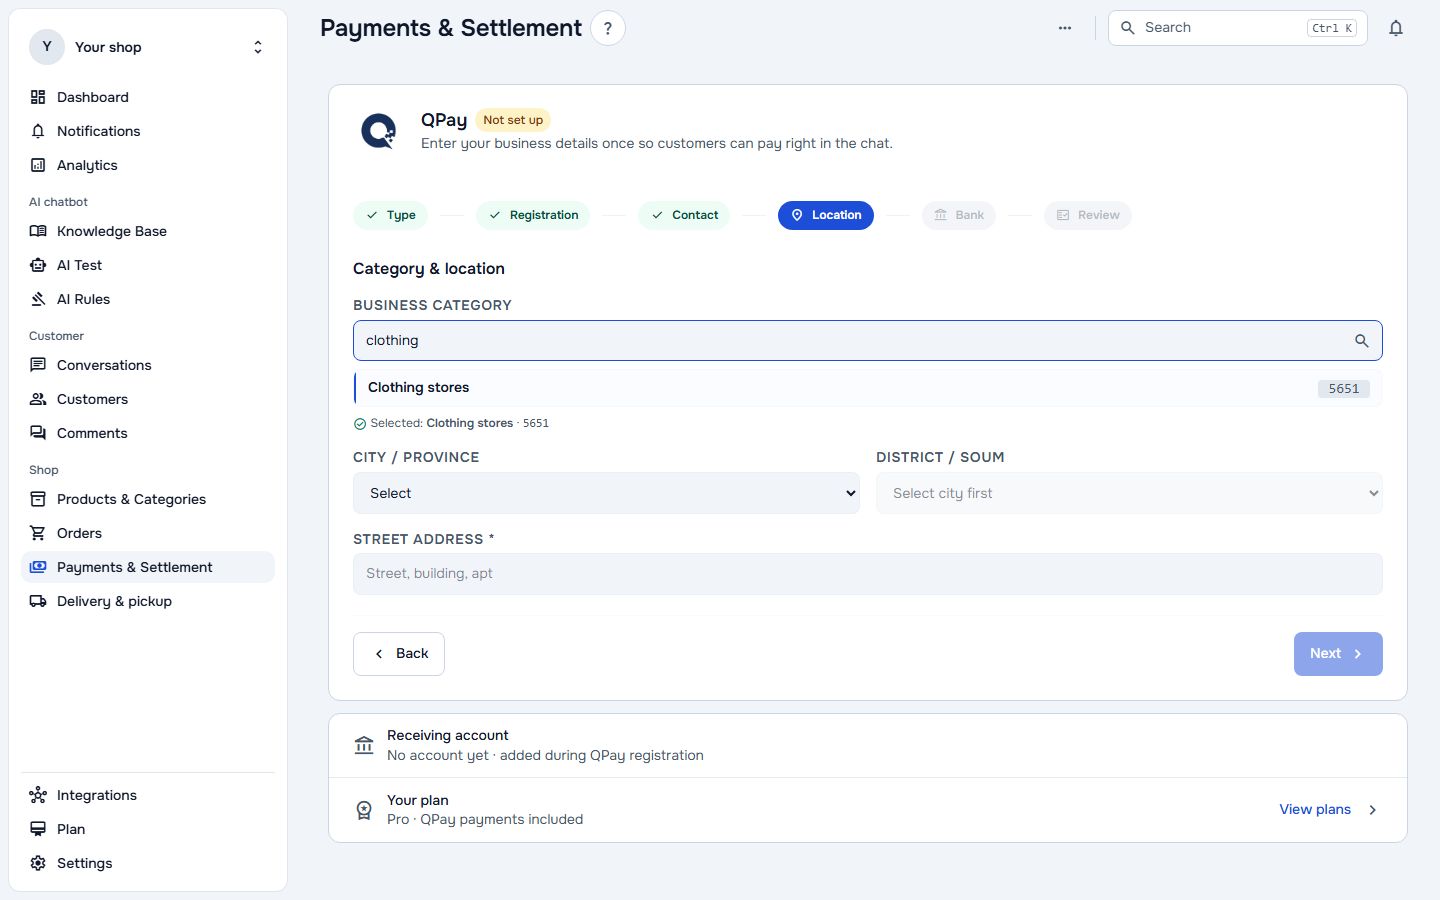 Y
Your shop
Dashboard
Notifications
Analytics
AI chatbot
Knowledge Base
AI Test
AI Rules
Customer
Conversations
Customers
Comments
Shop
Products & Categories
Orders
Payments & Settlement
Delivery & pickup
Integrations
Plan
Settings
Payments & Settlement ?
Search
Ctrl K
QPay
Not set up
Enter your business details once so customers can pay right in the chat.
Type
Registration
Contact
Location
Bank
Review
Category & location
BUSINESS CATEGORY
clothing
Clothing stores
5651
Selected: Clothing stores · 5651
CITY / PROVINCE
DISTRICT / SOUM
Select
Select city first
STREET ADDRESS *
Street, building, apt
Back
Next
Receiving account
No account yet · added during QPay registration
Your plan
Pro · QPay payments included
View plans